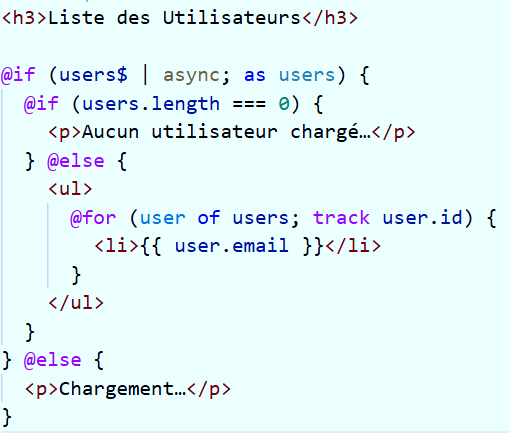 <h3>Liste des Utilisateurs</h3>

@if (users$ | async; as users) {
  @if (users.length === 0) {
    <p>Aucun utilisateur chargé…</p>
  } @else {
    <ul>
      @for (user of users; track user.id) {
        <li>{{ user.email }}</li>
      }
    </ul>
  }
} @else {
  <p>Chargement…</p>
}